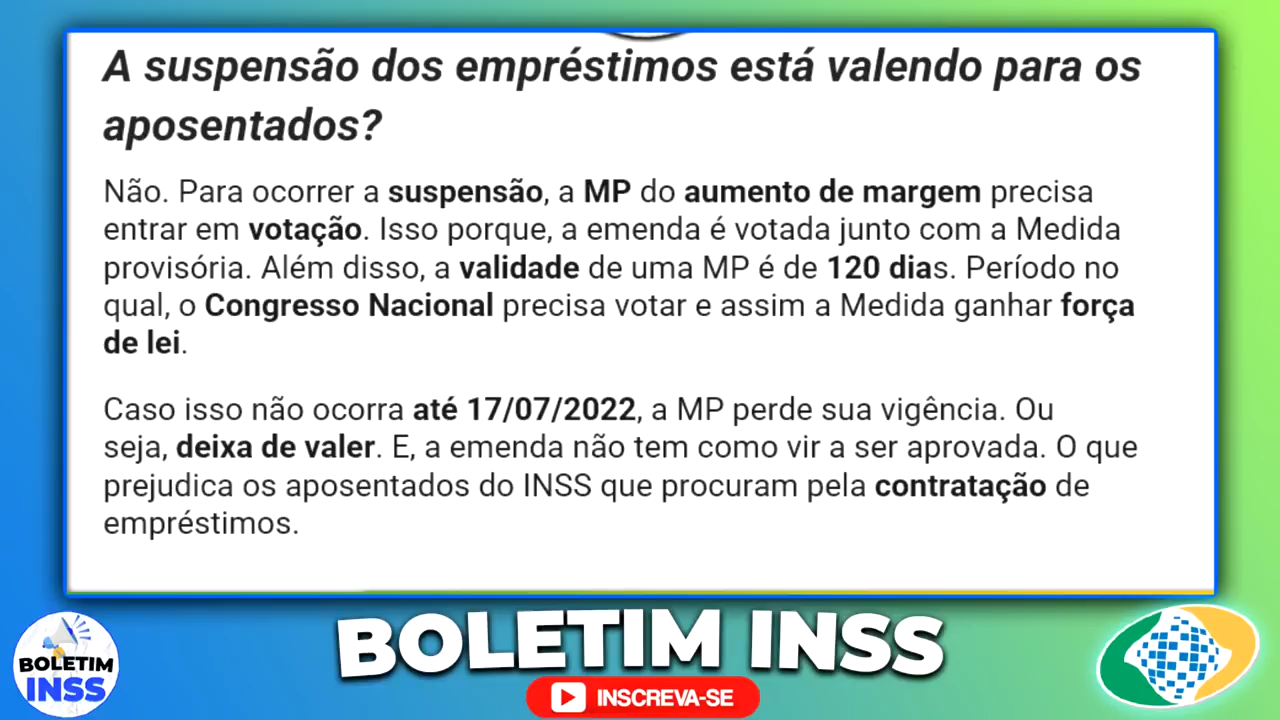 A suspensão dos empréstimos está valendo para os
aposentados?
Não. Para ocorrer a suspensão, a MP do aumento de margem precisa
entrar em votação. Isso porque, a emenda é votada junto com a Medida
provisória. Além disso, a validade de uma MP é de 120 dias. Período no
qual, o Congresso Nacional precisa votar e assim a Medida ganhar força
de lei.
Caso isso não ocorra até 17/07/2022, a MP perde sua vigência. Ou
seja, deixa de valer. E, a emenda não tem como vir a ser aprovada. O que
prejudica os aposentados do INSS que procuram pela contratação de
empréstimos.
BOLETIM INSS
INSCREVA-SE
BOLETIM
INSS